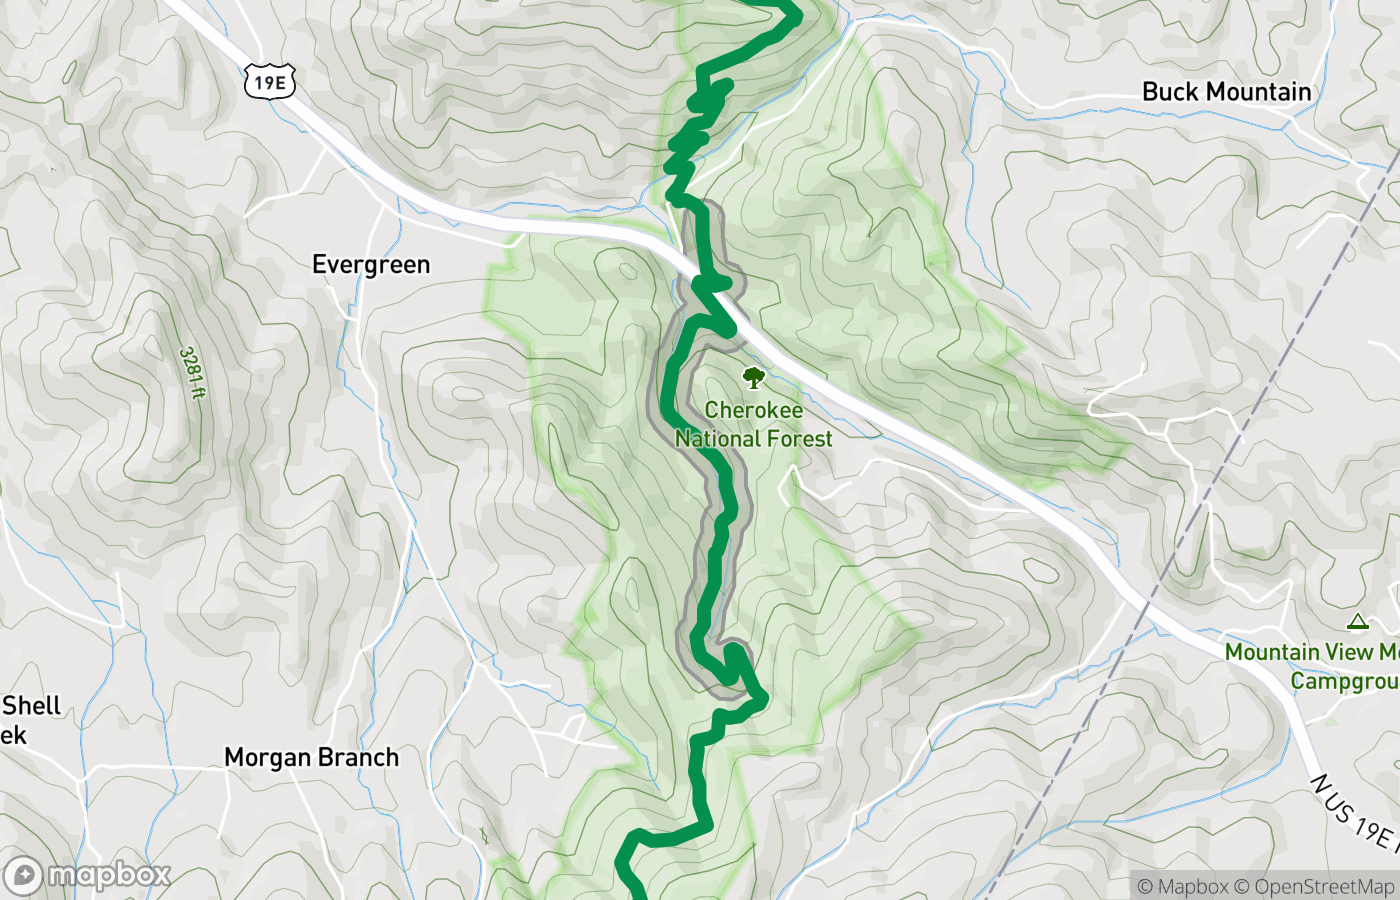 19E
Buck Mountain
Evergreen
3281 ft
Cherokee
National Forest
Mountain View Mo
Campgrou
Shell
ek
Morgan Branch
N US 19E
mapbox
© Mapbox © OpenStreetMap